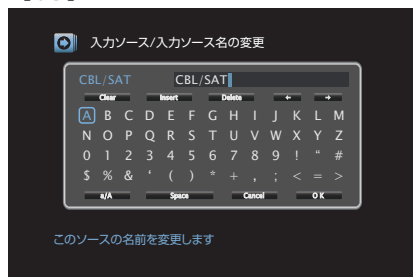 入力ソース/入力ソース名の変更
CBL/SAT CBL/SAT
Clear Insert Delete ← →
A B C D E F G H I J K L M
N O P Q R S T U V W X Y Z
0 1 2 3 4 5 6 7 8 9 ! “ #
$ % & ‘ ( ) * + , ; < = >
a/A Space Cancel OK
このソースの名前を変更します